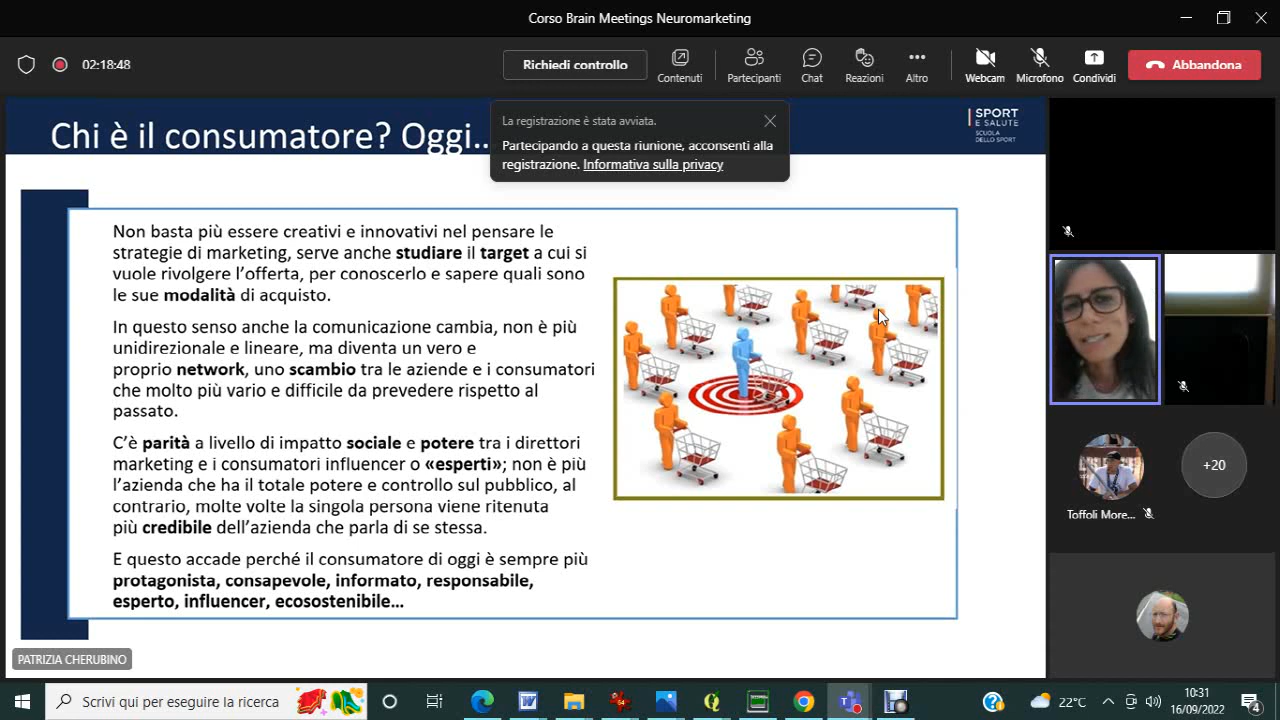 Corso Brain Meetings Neuromarketing
02:18:48
Richiedi controllo
Contenuti
Partecipanti
Chat
Reazioni
Altro
Webcam
Microfono
Condividi
Abbandona
Chi è il consumatore? Oggi..
La registrazione è stata avviata.
Partecipando a questa riunione, acconsenti alla
registrazione. Informativa sulla privacy
SPORT
E SALUTE
SCUOLA
DELLO SPORT
Non basta più essere creativi e innovativi nel pensare le
strategie di marketing, serve anche studiare il target a cui si
vuole rivolgere l'offerta, per conoscerlo e sapere quali sono
le sue modalità di acquisto.
In questo senso anche la comunicazione cambia, non è più
unidirezionale e lineare, ma diventa un vero e
proprio network, uno scambio tra le aziende e i consumatori
che molto più vario e difficile da prevedere rispetto al
passato.
C'è parità a livello di impatto sociale e potere tra i direttori
marketing e i consumatori influencer o «esperti»; non è più
l'azienda che ha il totale potere e controllo sul pubblico, al
contrario, molte volte la singola persona viene ritenuta
più credibile dell'azienda che parla di se stessa.
E questo accade perché il consumatore di oggi è sempre più
protagonista, consapevole, informato, responsabile,
esperto, influencer, ecosostenibile…
PATRIZIA CHERUBINO
+20
Toffoli More...
Scrivi qui per eseguire la ricerca
22°C
10:31
16/09/2022
4